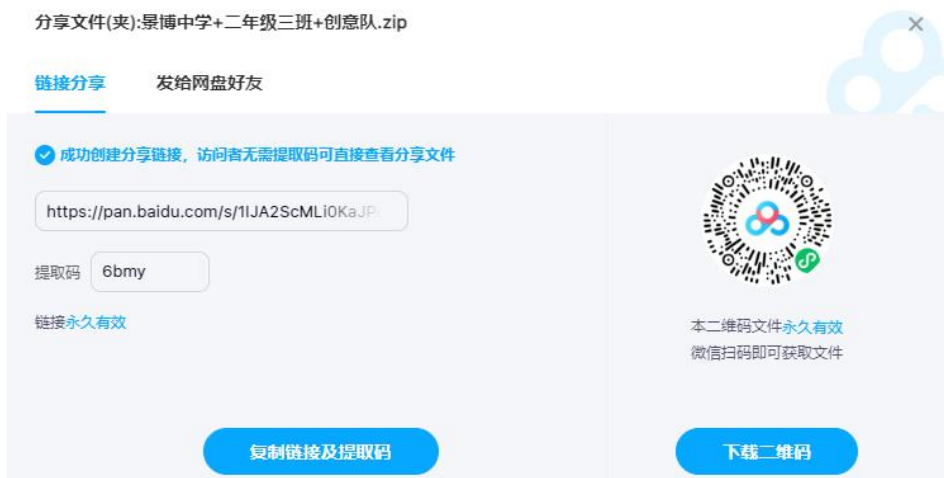 分享文件(夹):景博中学+二年级三班+创意队.zip
链接分享
发给网盘好友
成功创建分享链接，访问者无需提取码可直接查看分享文件
https://pan.baidu.com/s/1IJA2ScMLi0KaJP
提取码 6bmy
链接永久有效
本二维码文件永久有效
微信扫码即可获取文件
复制链接及提取码
下载二维码